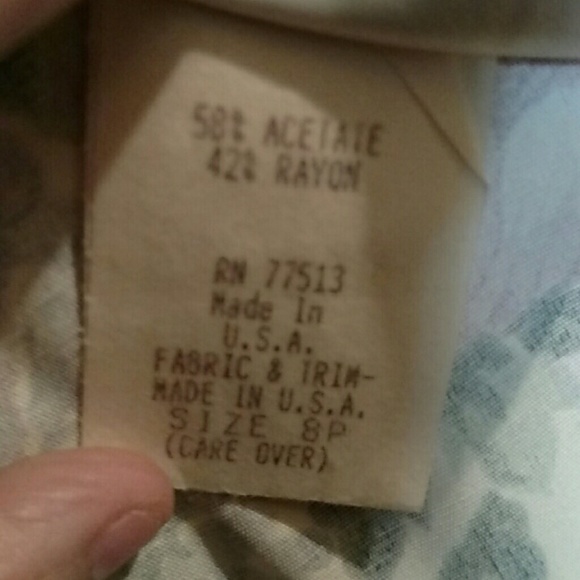 58% ACETATE
42% RAYON
RN 77513
Made In
U.S.A.
FABRIC & TRIM-
MADE IN U.S.A.
SIZE 8P
(CARE OVER)